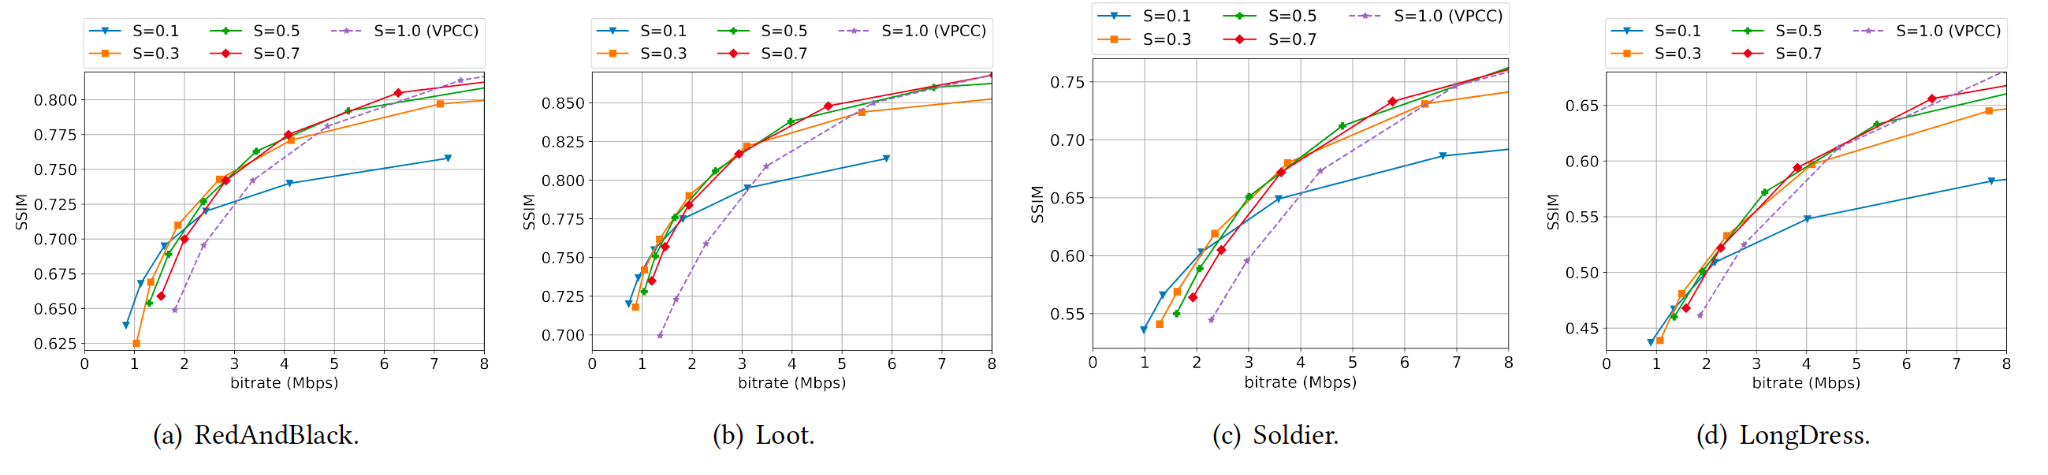 S=0.1 S=0.5 S=1.0 (VPCC)
S=0.3 S=0.7
0.800
0.775
0.750
0.725
0.700
0.675
0.650
0.625
SSIM
0 1 2 3 4 5 6 7 8
bitrate (Mbps)
(a) RedAndBlack.
S=0.1 S=0.5 S=1.0 (VPCC)
S=0.3 S=0.7
0.850
0.825
0.800
0.775
0.750
0.725
0.700
SSIM
0 1 2 3 4 5 6 7 8
bitrate (Mbps)
(b) Loot.
S=0.1 S=0.5 S=1.0 (VPCC)
S=0.3 S=0.7
0.75
0.70
0.65
0.60
0.55
SSIM
0 1 2 3 4 5 6 7 8
bitrate (Mbps)
(c) Soldier.
S=0.1 S=0.5 S=1.0 (VPCC)
S=0.3 S=0.7
0.65
0.60
0.55
0.50
0.45
SSIM
0 1 2 3 4 5 6 7 8
bitrate (Mbps)
(d) LongDress.